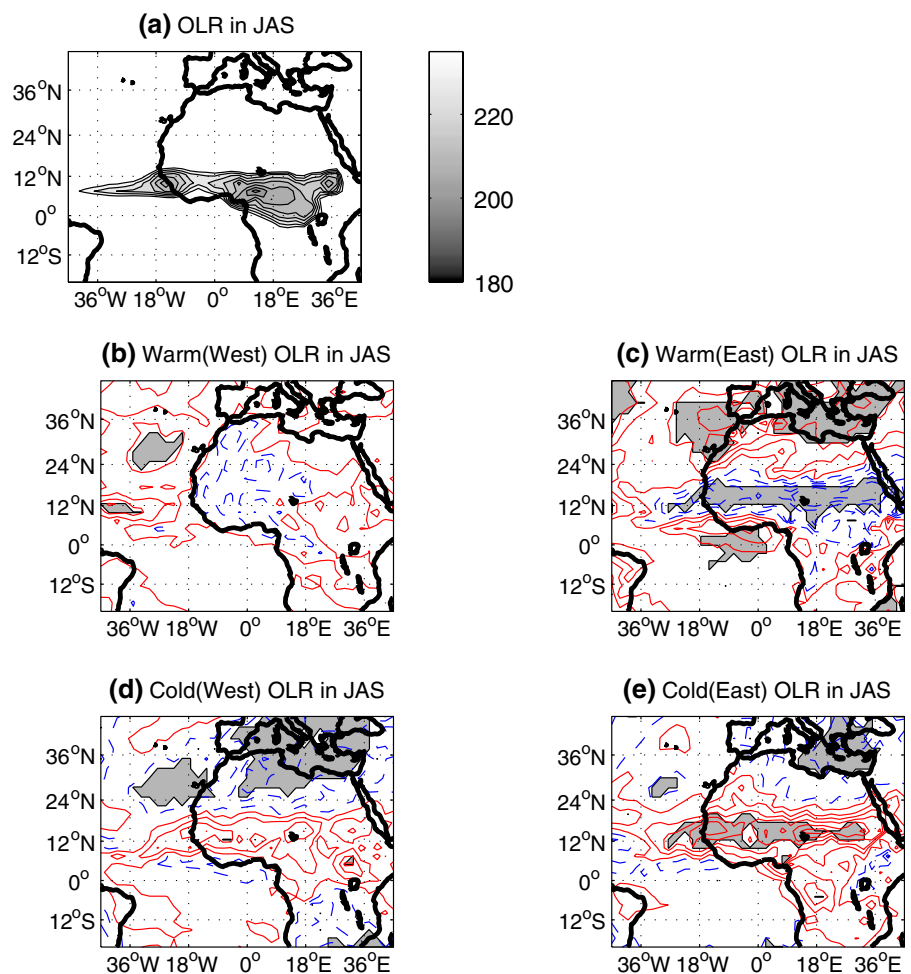 (a) OLR in JAS
36°N
24°N
12°N
0°
12°S
36°W 18°W 0° 18°E 36°E
220
200
180
(b) Warm(West) OLR in JAS
36°N
24°N
12°N
0°
12°S
36°W 18°W 0° 18°E 36°E
(c) Warm(East) OLR in JAS
36°N
24°N
12°N
0°
12°S
36°W 18°W 0° 18°E 36°E
(d) Cold(West) OLR in JAS
36°N
24°N
12°N
0°
12°S
36°W 18°W 0° 18°E 36°E
(e) Cold(East) OLR in JAS
36°N
24°N
12°N
0°
12°S
36°W 18°W 0° 18°E 36°E